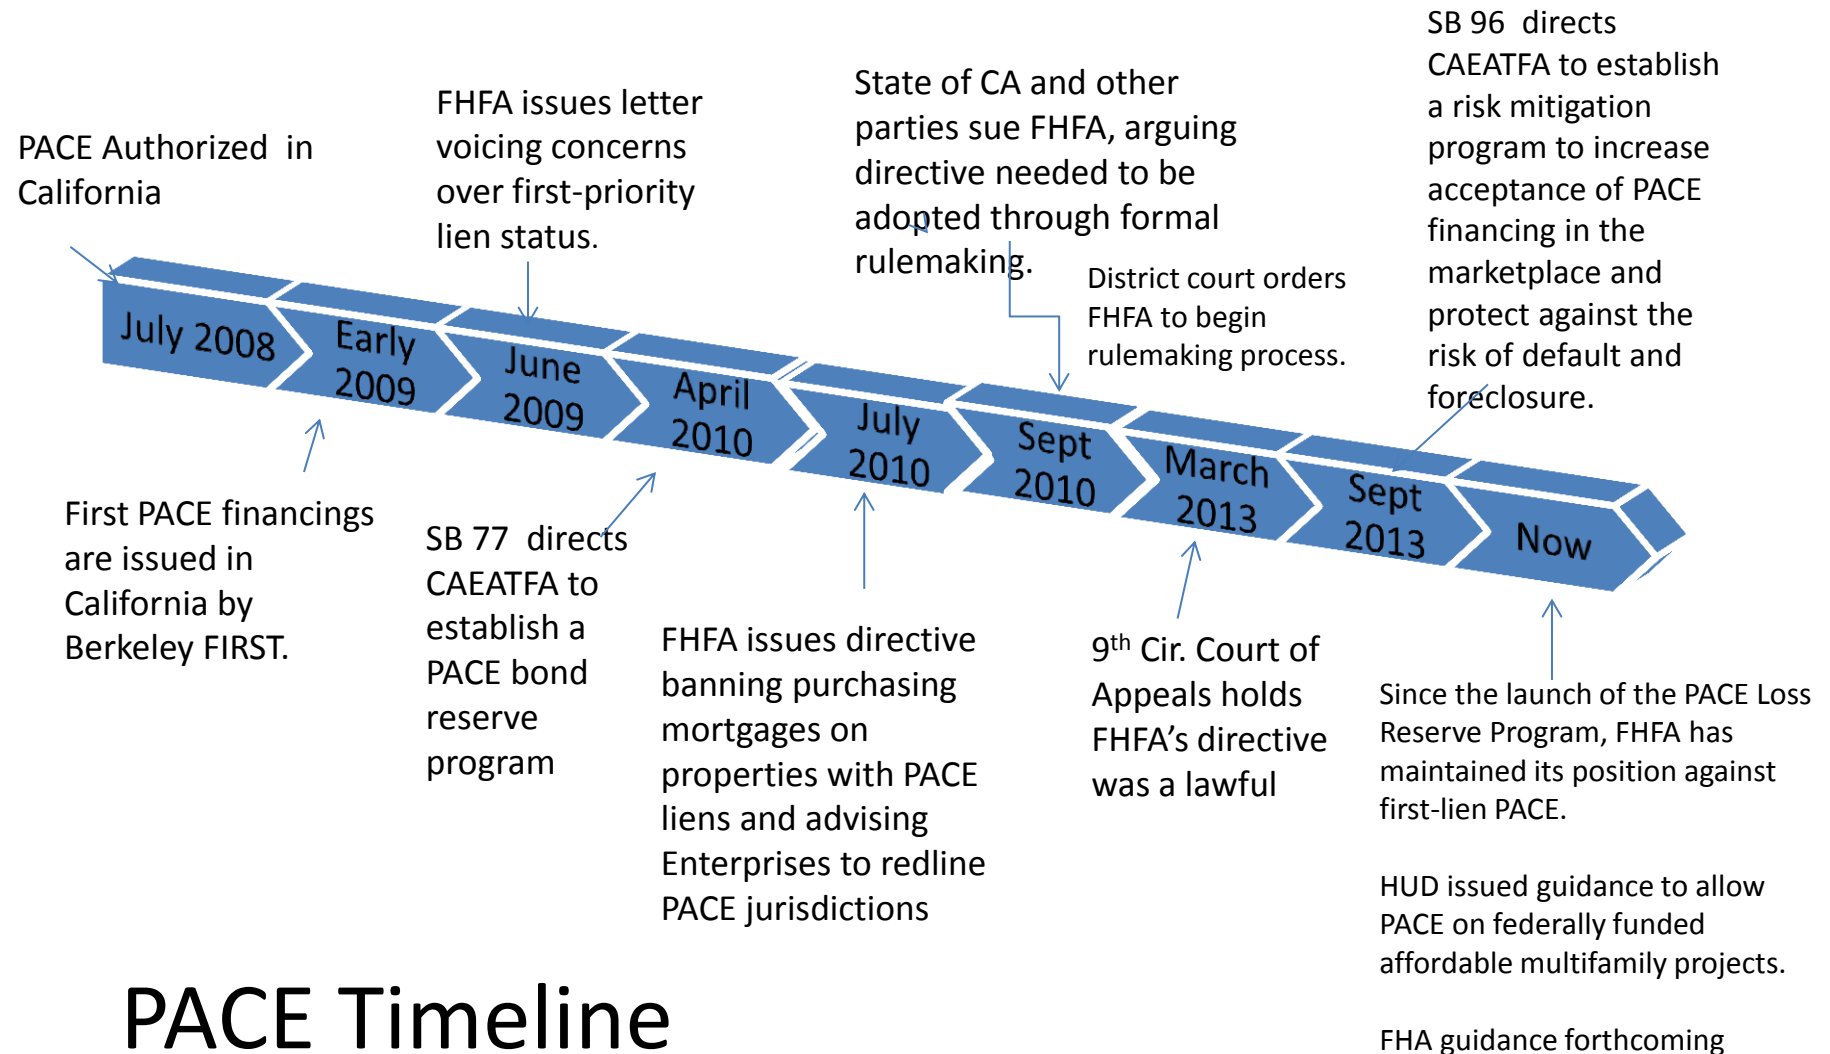 PACE Authorized in
California
FHFA issues letter
voicing concerns
over first-priority
lien status.
State of CA and other
parties sue FHFA, arguing
directive needed to be
adopted through formal
rulemaking.
District court orders
FHFA to begin
rulemaking process.
SB 96 directs
CAEATFA to establish
a risk mitigation
program to increase
acceptance of PACE
financing in the
marketplace and
protect against the
risk of default and
foreclosure.
July 2008
Early
2009
June
2009
April
2010
July
2010
Sept
2010
March
2013
Sept
2013
Now
First PACE financings
are issued in
California by
Berkeley FIRST.
SB 77 directs
CAEATFA to
establish a
PACE bond
reserve
program
FHFA issues directive
banning purchasing
mortgages on
properties with PACE
liens and advising
Enterprises to redline
PACE jurisdictions
9th Cir. Court of
Appeals holds
FHFA’s directive
was a lawful
Since the launch of the PACE Loss
Reserve Program, FHFA has
maintained its position against
first-lien PACE.
HUD issued guidance to allow
PACE on federally funded
affordable multifamily projects.
FHA guidance forthcoming
PACE Timeline